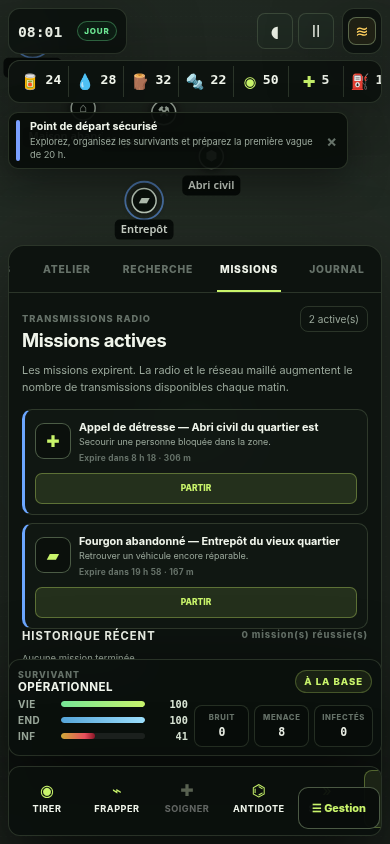 08:01
JOUR
24
28
32
22
50
5
Point de départ sécurisé
Explorez, organisez les survivants et préparez la première vague
de 20 h.
Abri civil
Entrepôt
ATELIER
RECHERCHE
MISSIONS
JOURNAL
TRANSMISSIONS RADIO
2 active(s)
Missions actives
Les missions expirent. La radio et le réseau maillé augmentent le
nombre de transmissions disponibles chaque matin.
Appel de détresse — Abri civil du quartier est
Secourir une personne bloquée dans la zone.
Expire dans 8 h 18 · 306 m
PARTIR
Fourgon abandonné — Entrepôt du vieux quartier
Retrouver un véhicule encore réparable.
Expire dans 19 h 58 · 167 m
PARTIR
HISTORIQUE RÉCENT
0 mission(s) réussie(s)
Aucune mission terminée
SURVIVANT
OPÉRATIONNEL
À LA BASE
VIE 100
END 100
INF 41
BRUIT
0
MENACE
8
INFECTÉS
0
TIRER
FRAPPER
SOIGNER
ANTIDOTE
☰ Gestion